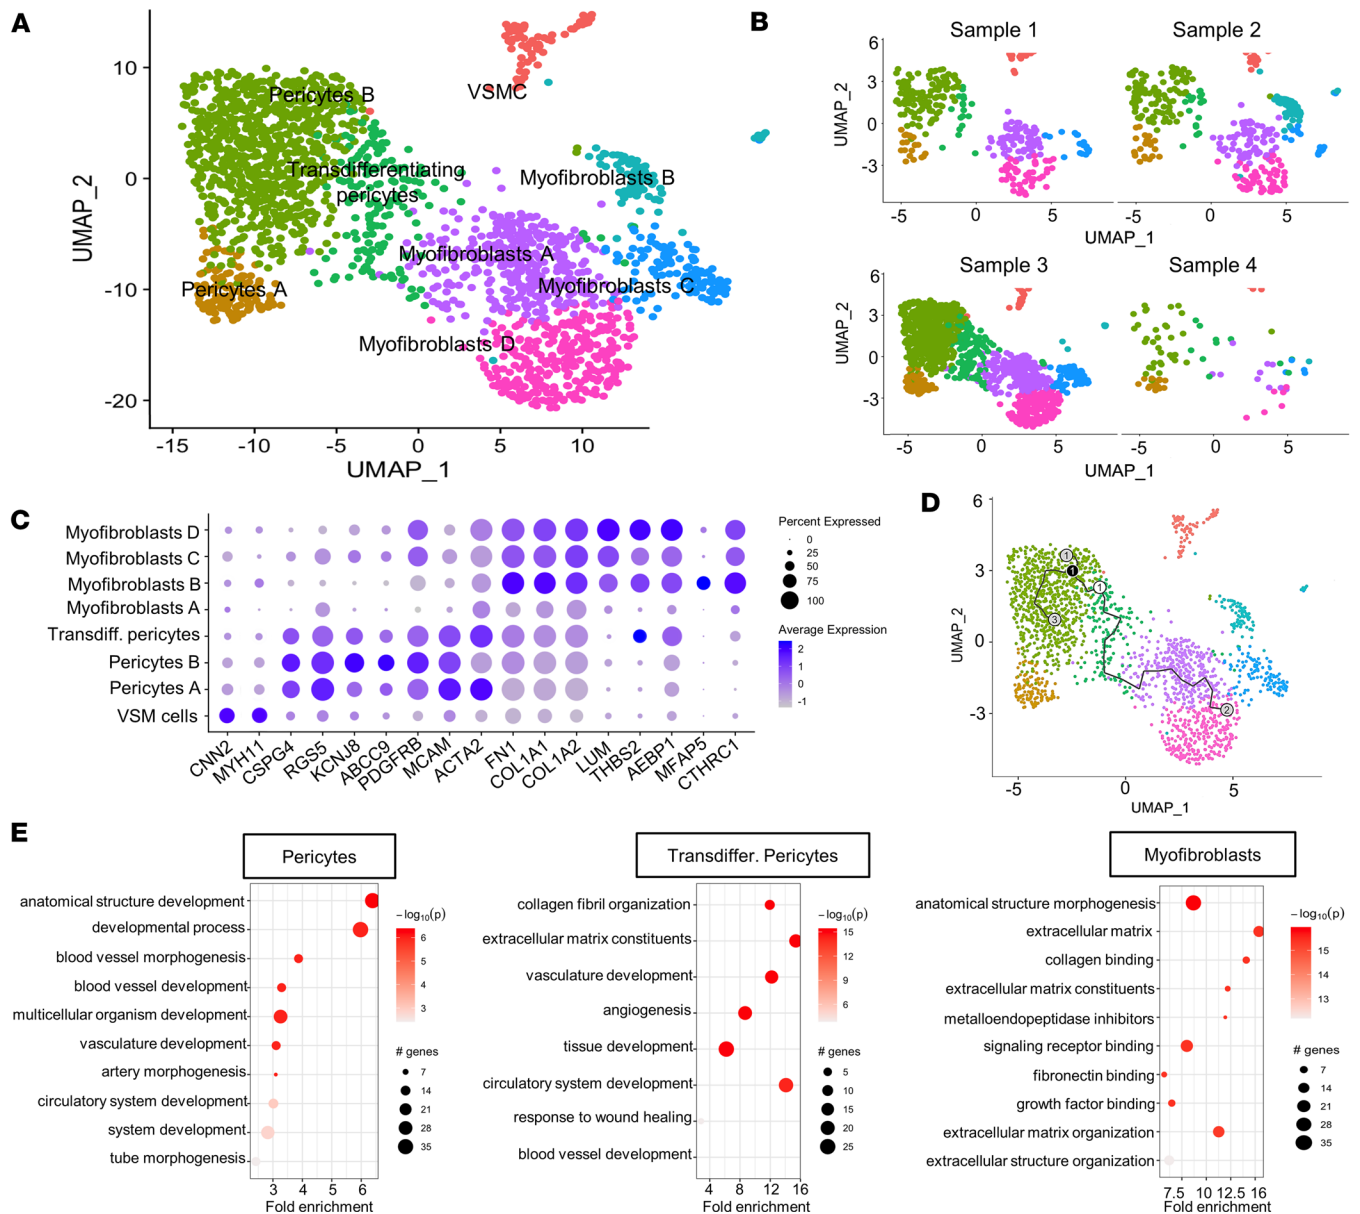 A
10
0
-10
-20
-15
-10
-5
0
5
10
UMAP_1
UMAP_2
Pericytes B
VSMC
Transdifferentiating
pericytes
Myofibroblasts B
Myofibroblasts A
Pericytes A
Myofibroblasts C
Myofibroblasts D
B
Sample 1
Sample 2
6
3
0
-3
UMAP_2
-5
0
5
-5
0
5
UMAP_1
Sample 3
Sample 4
6
3
0
-3
UMAP_2
-5
0
5
-5
0
5
UMAP_1
C
Myofibroblasts D
Myofibroblasts C
Myofibroblasts B
Myofibroblasts A
Transdiff. pericytes
Pericytes B
Pericytes A
VSM cells
CNN2
MYH11
CSPG4
RGS5
KCNJ8
ABCC9
PDGFRB
MCAM
ACTA2
FN1
COL1A1
COL1A2
LUM
THBS2
AEBP1
MFAP5
CTHRC1
Percent Expressed
0
25
50
75
100
Average Expression
2
1
0
-1
D
6
3
0
-3
UMAP_2
-5
0
5
UMAP_1
1
1
1
3
2
E
Pericytes
anatomical structure development
developmental process
blood vessel morphogenesis
blood vessel development
multicellular organism development
vasculature development
artery morphogenesis
circulatory system development
system development
tube morphogenesis
3
4
5
6
Fold enrichment
−log10(p)
6
5
4
3
# genes
7
14
21
28
35
Transdiffer. Pericytes
collagen fibril organization
extracellular matrix constituents
vasculature development
angiogenesis
tissue development
circulatory system development
response to wound healing
blood vessel development
4
8
12
16
Fold enrichment
−log10(p)
15
12
9
6
# genes
5
10
15
20
25
Myofibroblasts
anatomical structure morphogenesis
extracellular matrix
collagen binding
extracellular matrix constituents
metalloendopeptidase inhibitors
signaling receptor binding
fibronectin binding
growth factor binding
extracellular matrix organization
extracellular structure organization
7.5
10
12.5
16
Fold enrichment
−log10(p)
15
14
13
# genes
7
14
21
28
35